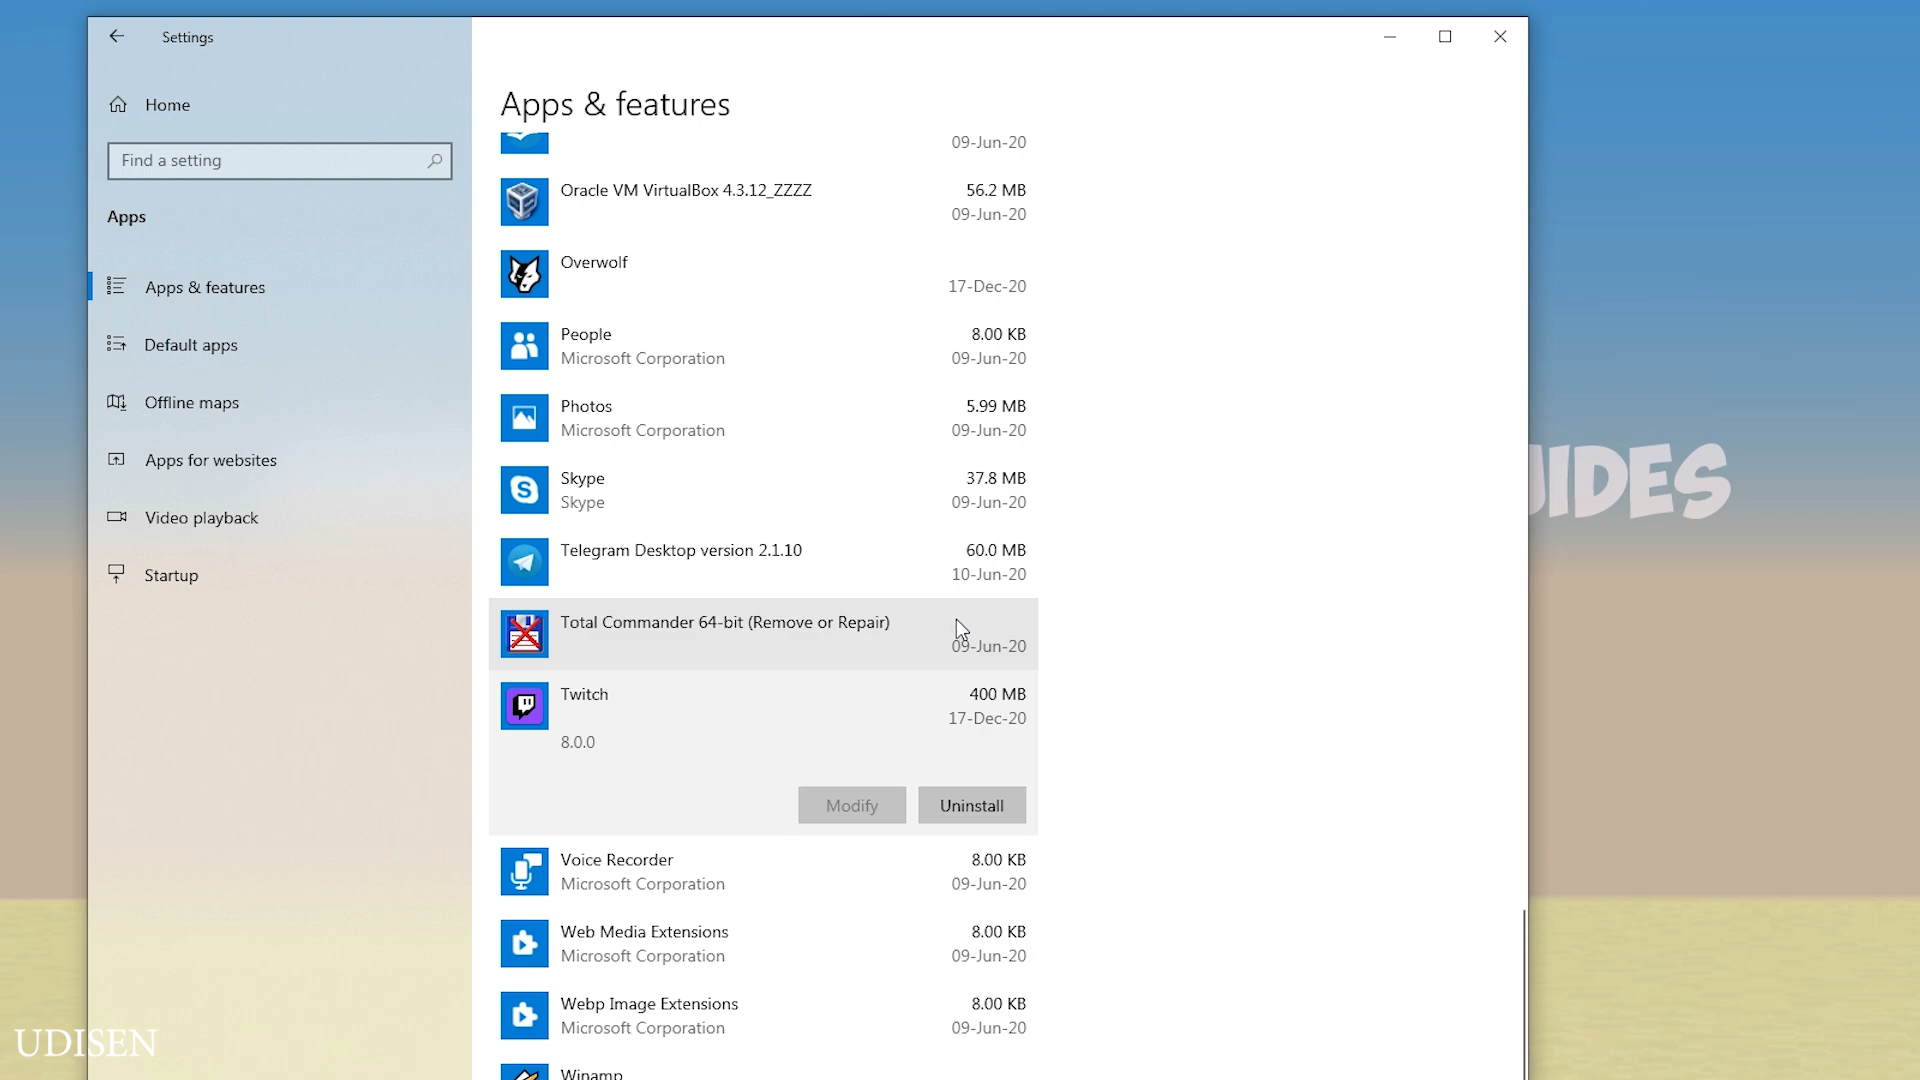 Settings
Home
Find a setting
Apps
Apps & features
Default apps
Offline maps
Apps for websites
Video playback
Startup
Apps & features
09-Jun-20
Oracle VM VirtualBox 4.3.12_ZZZZ 56.2 MB
09-Jun-20
Overwolf
17-Dec-20
People 8.00 KB
Microsoft Corporation 09-Jun-20
Photos 5.99 MB
Microsoft Corporation 09-Jun-20
Skype 37.8 MB
Skype 09-Jun-20
Telegram Desktop version 2.1.10 60.0 MB
10-Jun-20
Total Commander 64-bit (Remove or Repair)
09-Jun-20
Twitch 400 MB
17-Dec-20
8.0.0
Modify Uninstall
Voice Recorder 8.00 KB
Microsoft Corporation 09-Jun-20
Web Media Extensions 8.00 KB
Microsoft Corporation 09-Jun-20
Webp Image Extensions 8.00 KB
Microsoft Corporation 09-Jun-20
Winamp
UIDES
UDISEN